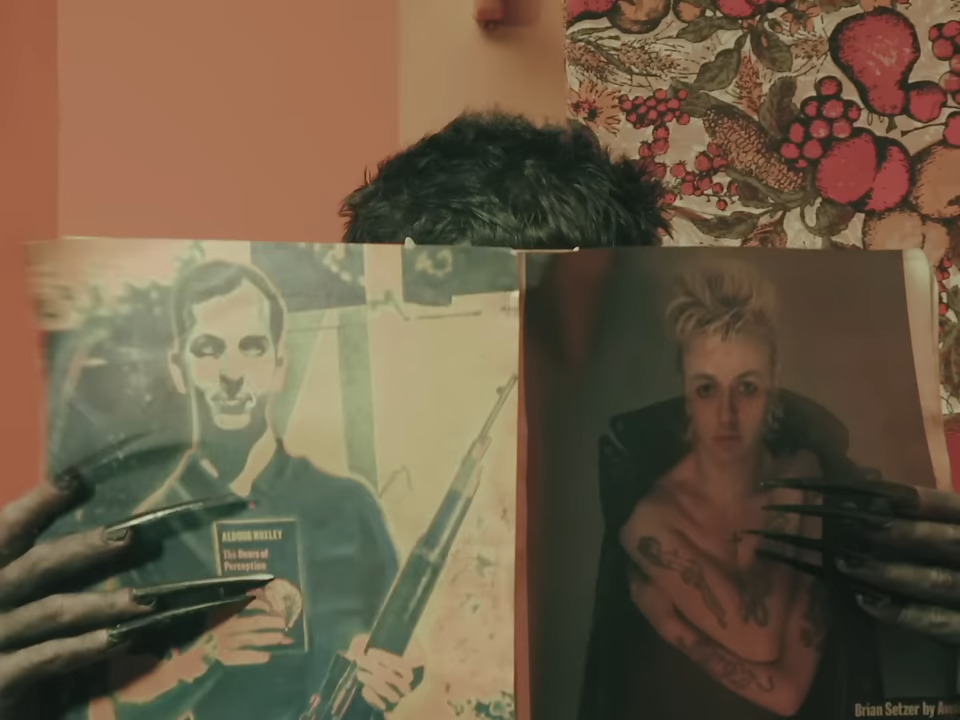 ALDOUS HUXLEY
The Doors of
Perception
Brian Setzer by